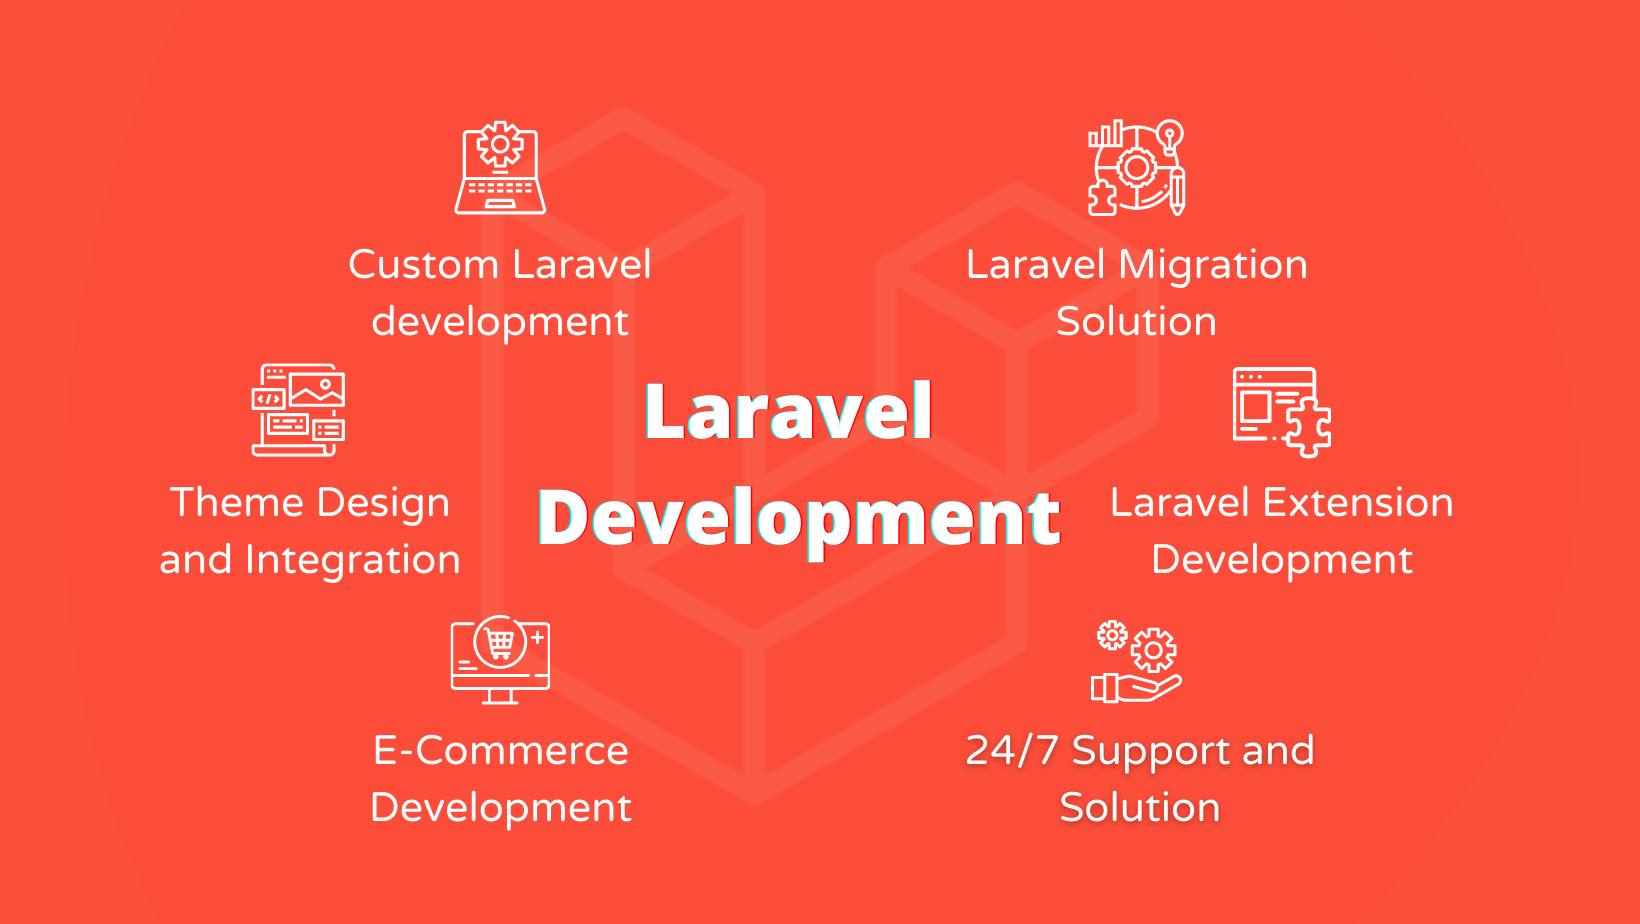 Custom Laravel
development
Laravel Migration
Solution
Laravel
Development
Theme Design
and Integration
Laravel Extension
Development
E-Commerce
Development
24/7 Support and
Solution